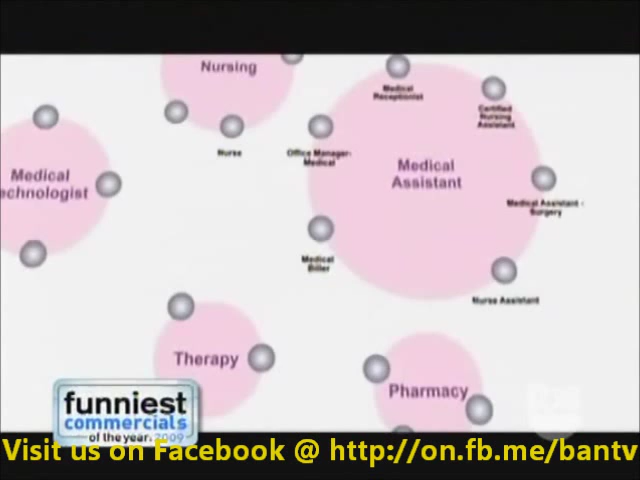 Nursing
Medical
Receptionist
Certified
Nursing
Assistant
Nurse
Office Manager-
Medical
Medical
Assistant
Medical
echnologist
Medical Assistant -
Surgery
Medical
Biller
Nurse Assistant
Therapy
Pharmacy
funniest
commercials
of the year: 2009
Visit us on Facebook @ http://on.fb.me/bantv